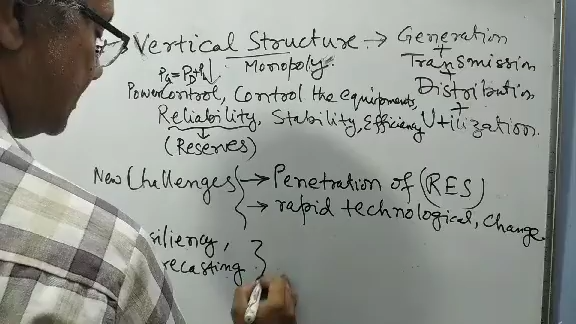 Vertical Structure → Generation
+
Monopoly Transmission
+
PG = PD + PL Distribution
+
Power Control, Control the equipments,
Reliability, Stability, Efficiency Utilization.
↓
(Reserves)
New Challenges → Penetration of (RES)
→ rapid technological, change
siliency,
recasting